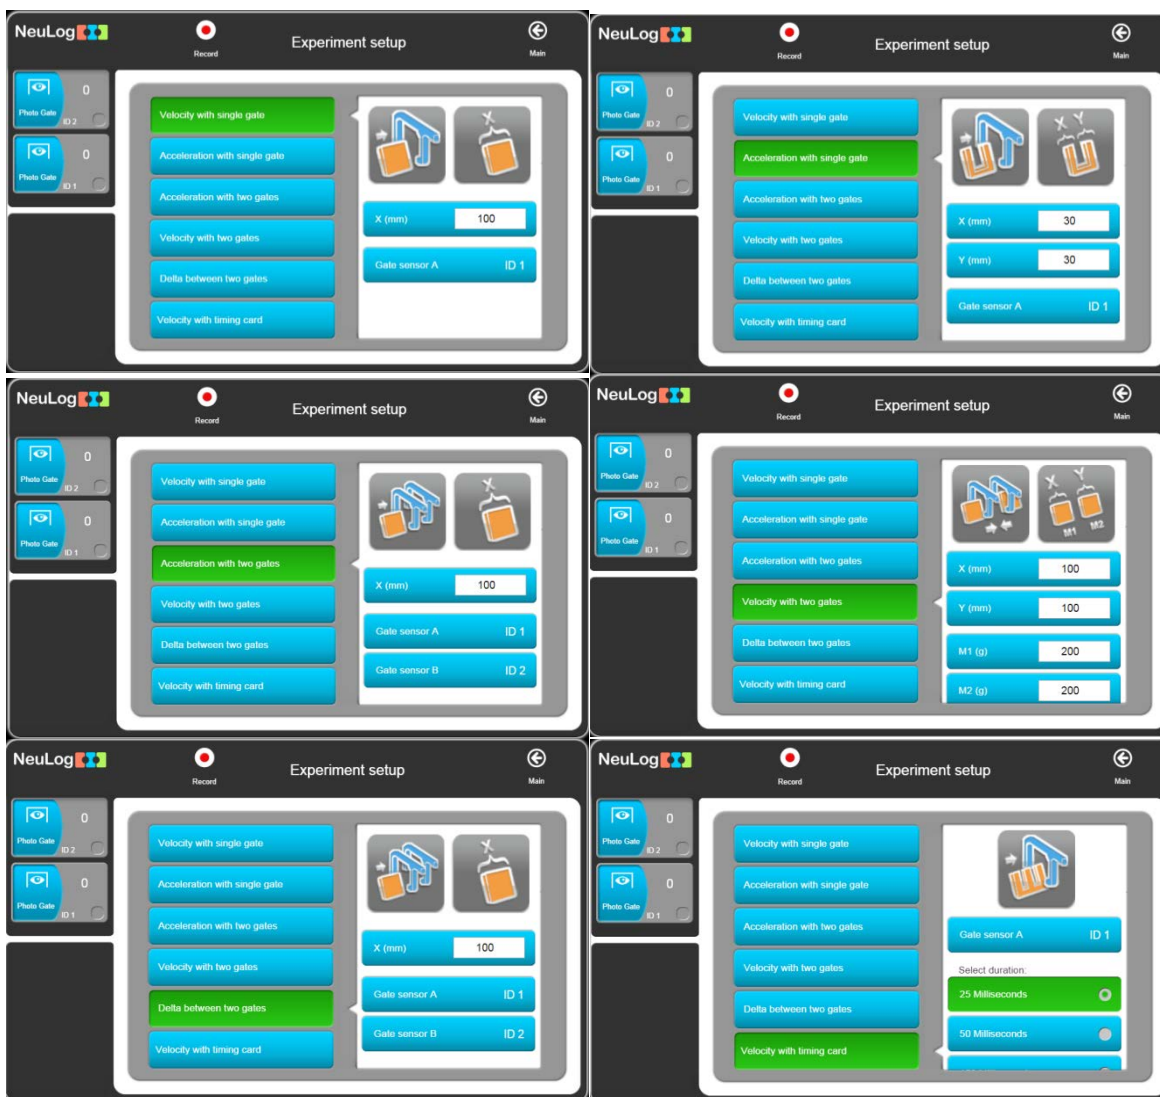 NeuLog
Record
Experiment setup
Main
0
Photo Gate
ID 2
0
Photo Gate
ID 1
Velocity with single gate
Acceleration with single gate
Acceleration with two gates
Velocity with two gates
Delta between two gates
Velocity with timing card
X
X (mm) 100
Gate sensor A ID 1
NeuLog
Record
Experiment setup
Main
0
Photo Gate
ID 2
0
Photo Gate
ID 1
Velocity with single gate
Acceleration with single gate
Acceleration with two gates
Velocity with two gates
Delta between two gates
Velocity with timing card
X Y
X (mm) 30
Y (mm) 30
Gate sensor A ID 1
NeuLog
Record
Experiment setup
Main
0
Photo Gate
ID 2
0
Photo Gate
ID 1
Velocity with single gate
Acceleration with single gate
Acceleration with two gates
Velocity with two gates
Delta between two gates
Velocity with timing card
X
X (mm) 100
Gate sensor A ID 1
Gate sensor B ID 2
NeuLog
Record
Experiment setup
Main
0
Photo Gate
ID 2
0
Photo Gate
ID 1
Velocity with single gate
Acceleration with single gate
Acceleration with two gates
Velocity with two gates
Delta between two gates
Velocity with timing card
X Y
M1 M2
X (mm) 100
Y (mm) 100
M1 (g) 200
M2 (g) 200
NeuLog
Record
Experiment setup
Main
0
Photo Gate
ID 2
0
Photo Gate
ID 1
Velocity with single gate
Acceleration with single gate
Acceleration with two gates
Velocity with two gates
Delta between two gates
Velocity with timing card
X
X (mm) 100
Gate sensor A ID 1
Gate sensor B ID 2
NeuLog
Record
Experiment setup
Main
0
Photo Gate
ID 2
0
Photo Gate
ID 1
Velocity with single gate
Acceleration with single gate
Acceleration with two gates
Velocity with two gates
Delta between two gates
Velocity with timing card
Gate sensor A ID 1
Select duration:
25 Milliseconds
50 Milliseconds